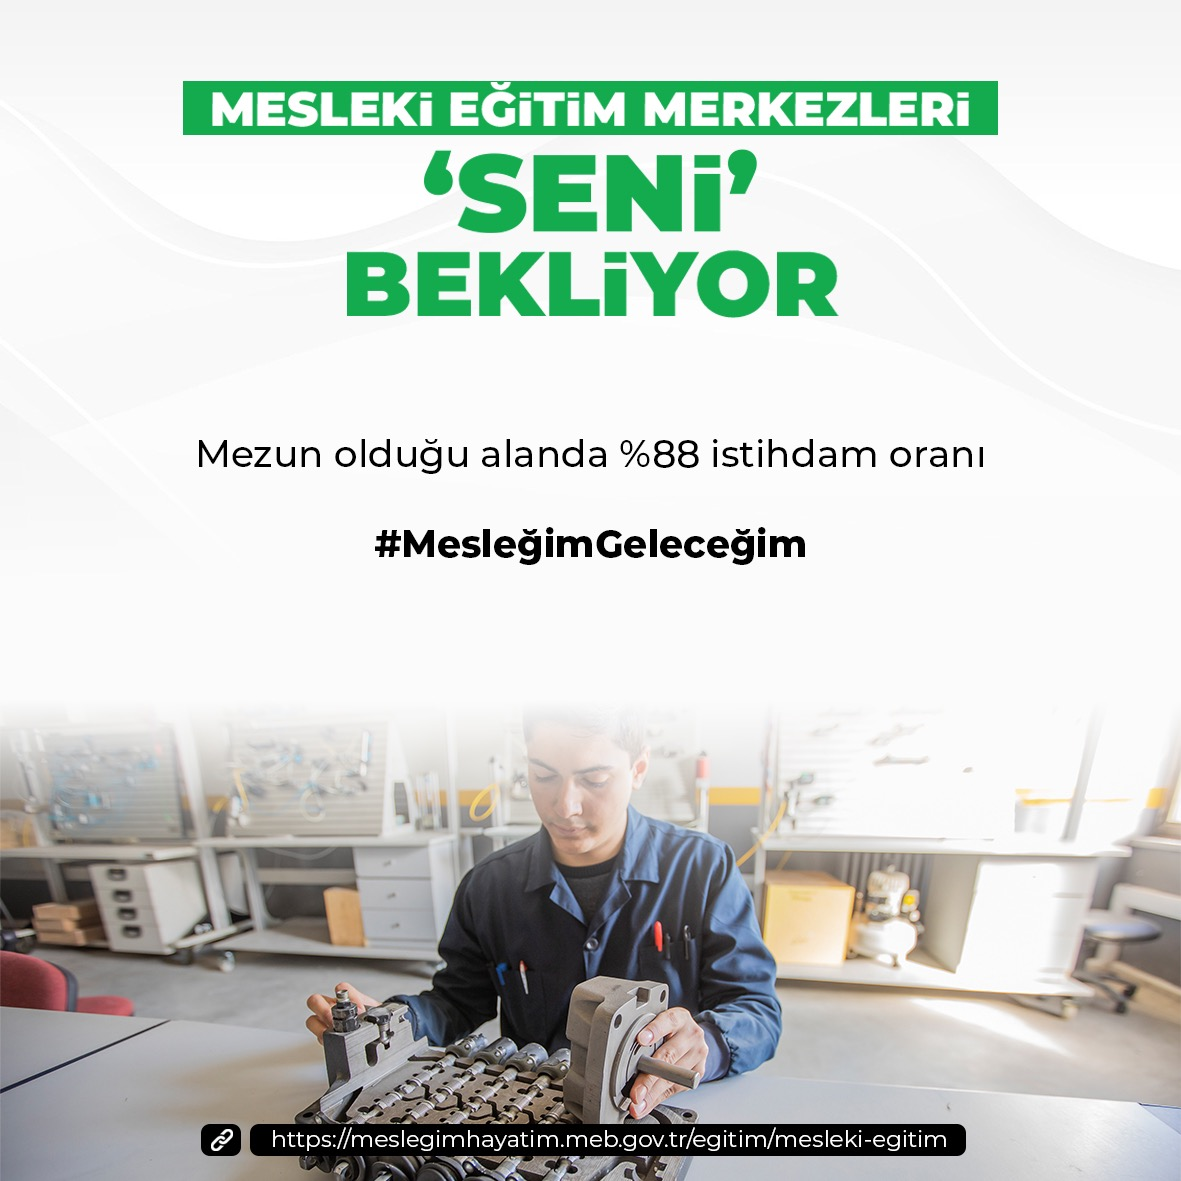 MESLEKİ EĞİTİM MERKEZLERİ
‘SENİ’
BEKLİYOR
Mezun olduğu alanda %88 istihdam oranı
#MesleğimGeleceğim
https://meslegimhayatim.meb.gov.tr/egitim/mesleki-egitim